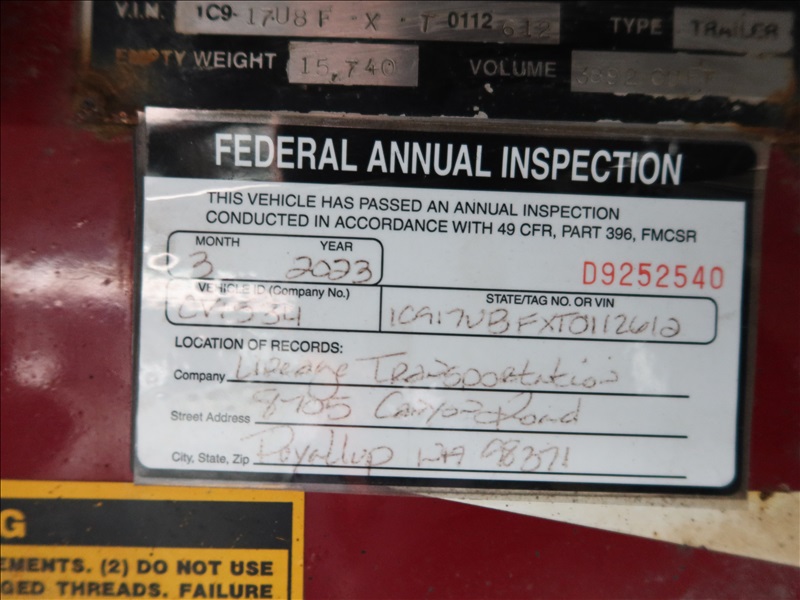 V.I.N. 1C9-17U8F X T 0112 612 TYPE TRAILER
EMPTY WEIGHT 15,740 VOLUME
FEDERAL ANNUAL INSPECTION
THIS VEHICLE HAS PASSED AN ANNUAL INSPECTION
CONDUCTED IN ACCORDANCE WITH 49 CFR, PART 396, FMCSR
MONTH YEAR
3 2023
D9252540
VEHICLE ID (Company No.) STATE/TAG NO. OR VIN
1C917UBFXT0112612
LOCATION OF RECORDS:
Company Lineage Transportation
Street Address 8705 Canyon Road
City, State, Zip Puyallup WA 98371
G
EMENTS. (2) DO NOT USE
GED THREADS. FAILURE